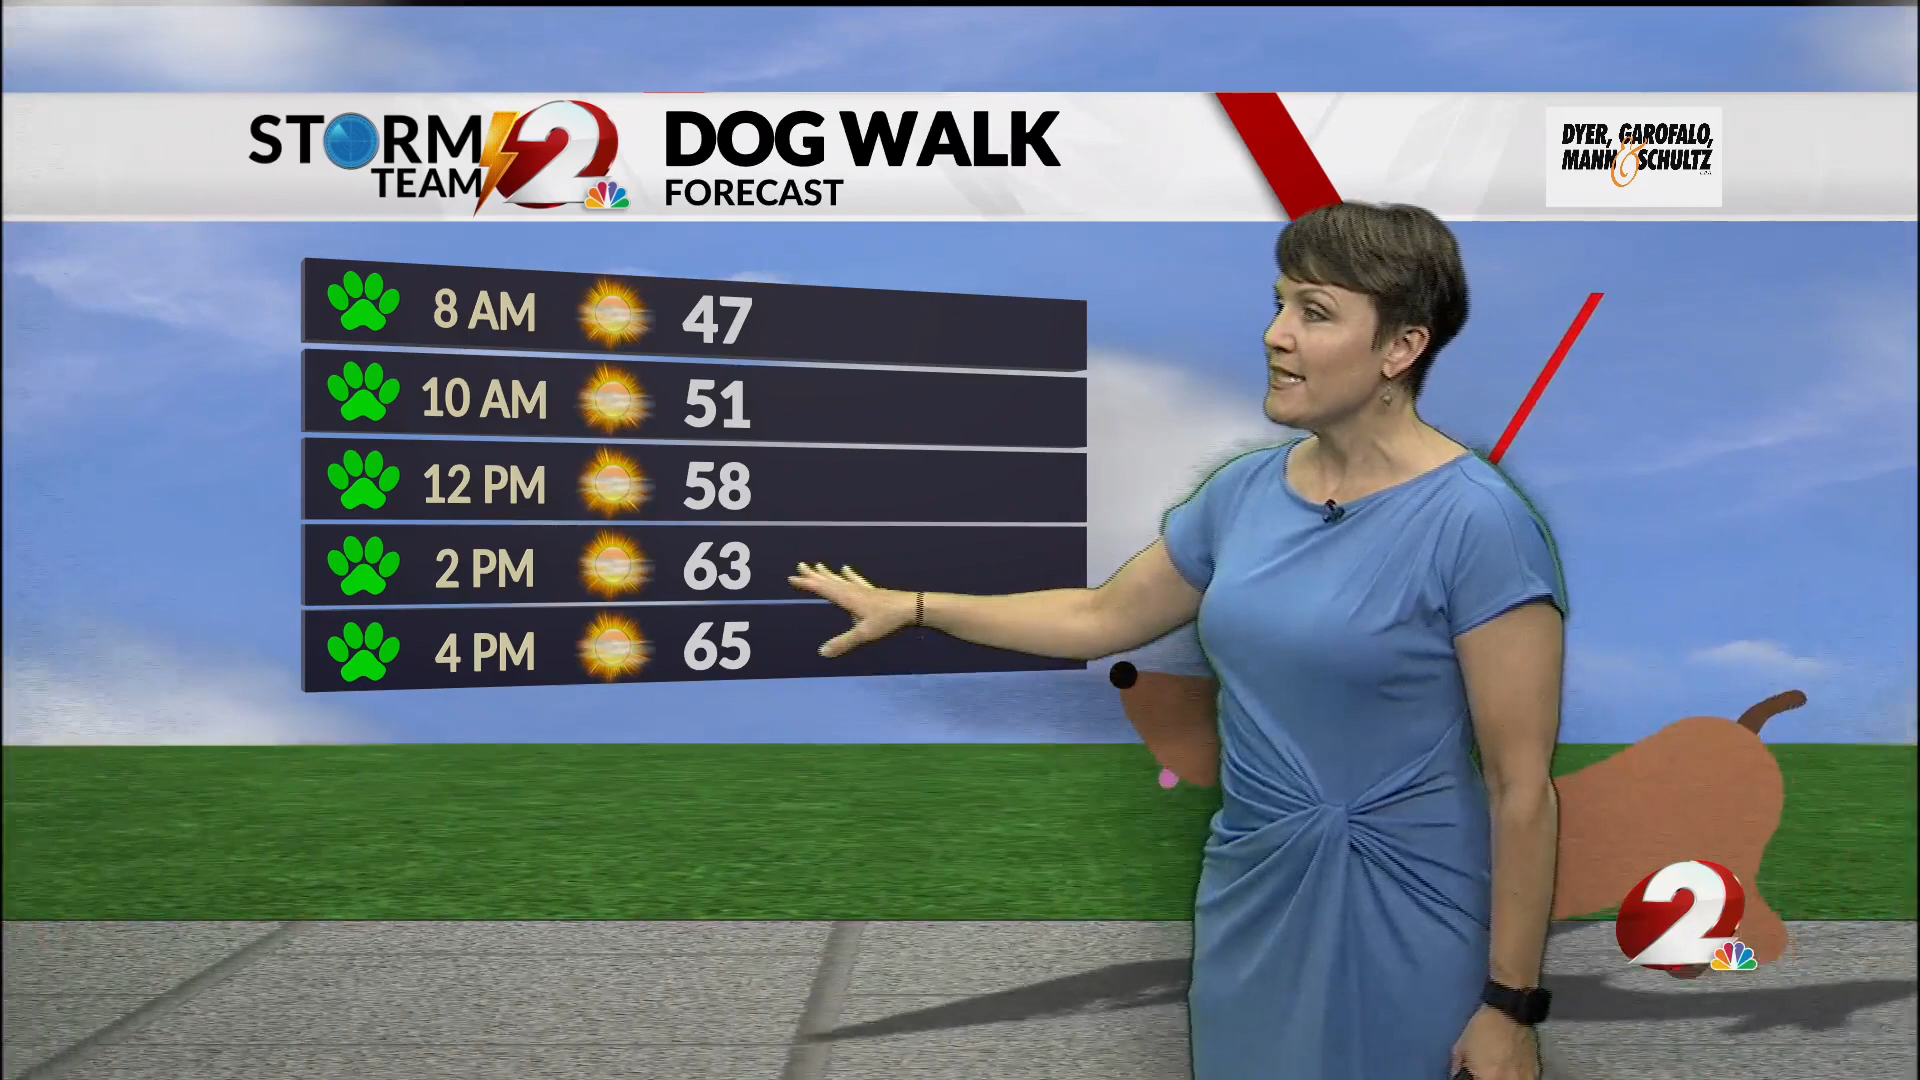 STORM
TEAM
2
DOG WALK
FORECAST
DYER, GAROFALO,
MANN & SCHULTZ
8 AM 47
10 AM 51
12 PM 58
2 PM 63
4 PM 65
2